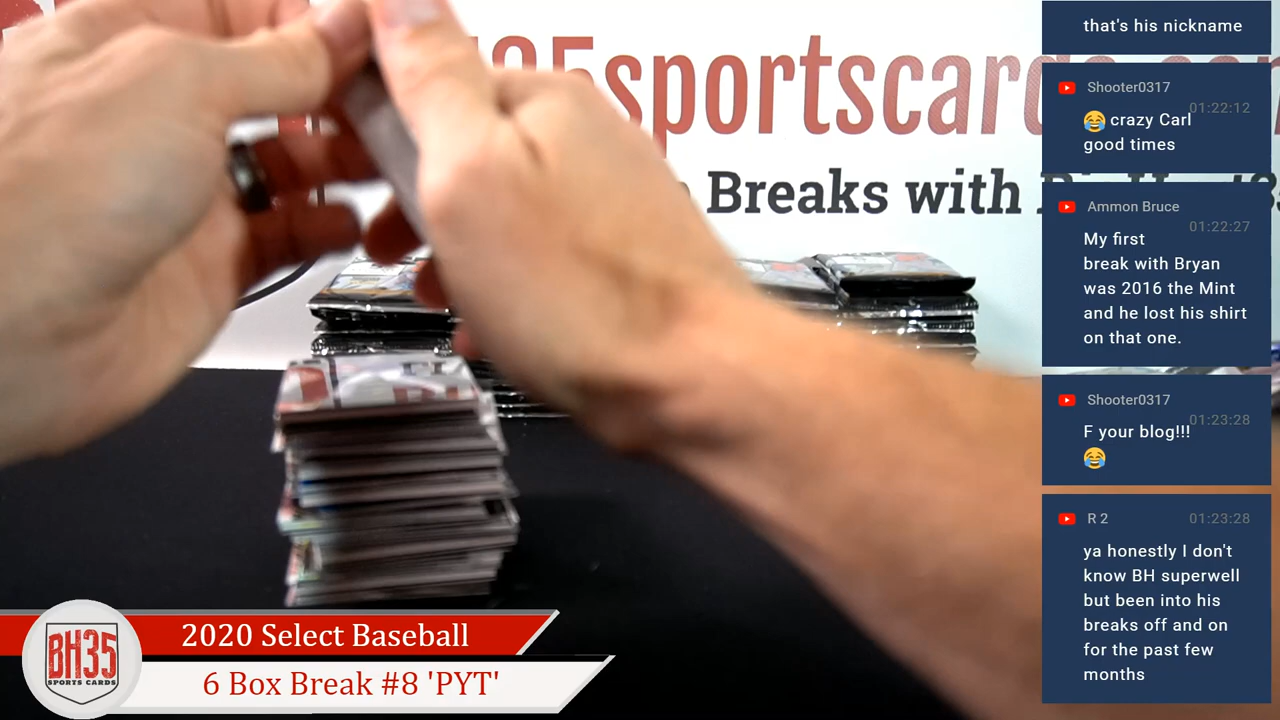 35sportscards.co
Breaks with
2020 Select Baseball
6 Box Break #8 'PYT'
BH35
SPORTS CARDS
that's his nickname
Shooter0317
01:22:12
😂 crazy Carl
good times
Ammon Bruce
01:22:27
My first
break with Bryan
was 2016 the Mint
and he lost his shirt
on that one.
Shooter0317
01:23:28
F your blog!!!
😂
R 2
01:23:28
ya honestly I don't
know BH superwell
but been into his
breaks off and on
for the past few
months